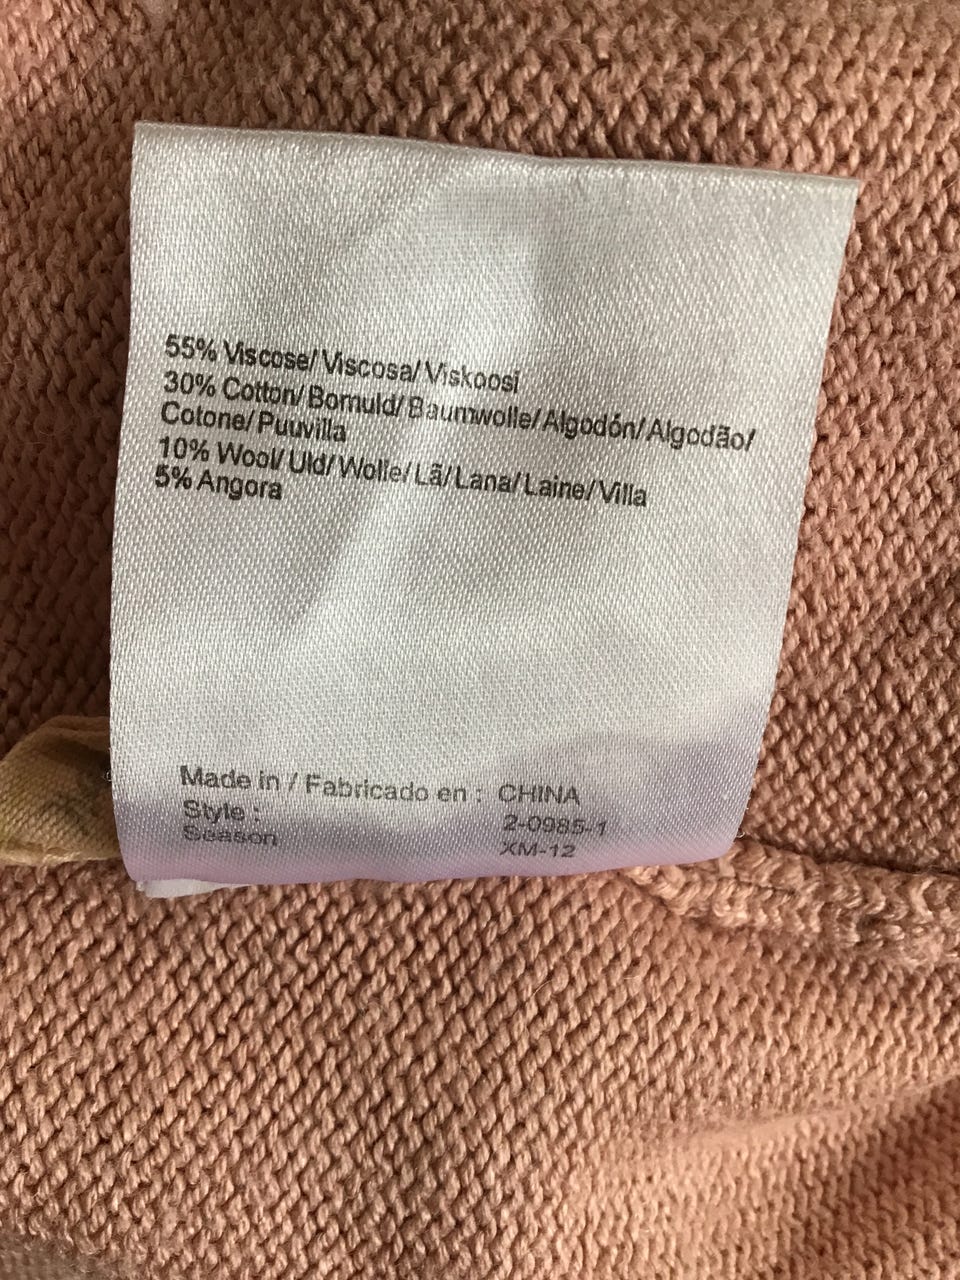 55% Viscose/ Viscosa/ Viskoosi
30% Cotton/ Bomuld/ Baumwolle/ Algodón/ Algodão/
Cotone/ Puuvilla
10% Wool/ Uld/ Wolle/ Lã/ Lana/ Laine/ Villa
5% Angora
Made in / Fabricado en : CHINA
Style : 2-0985-1
Season XM-12